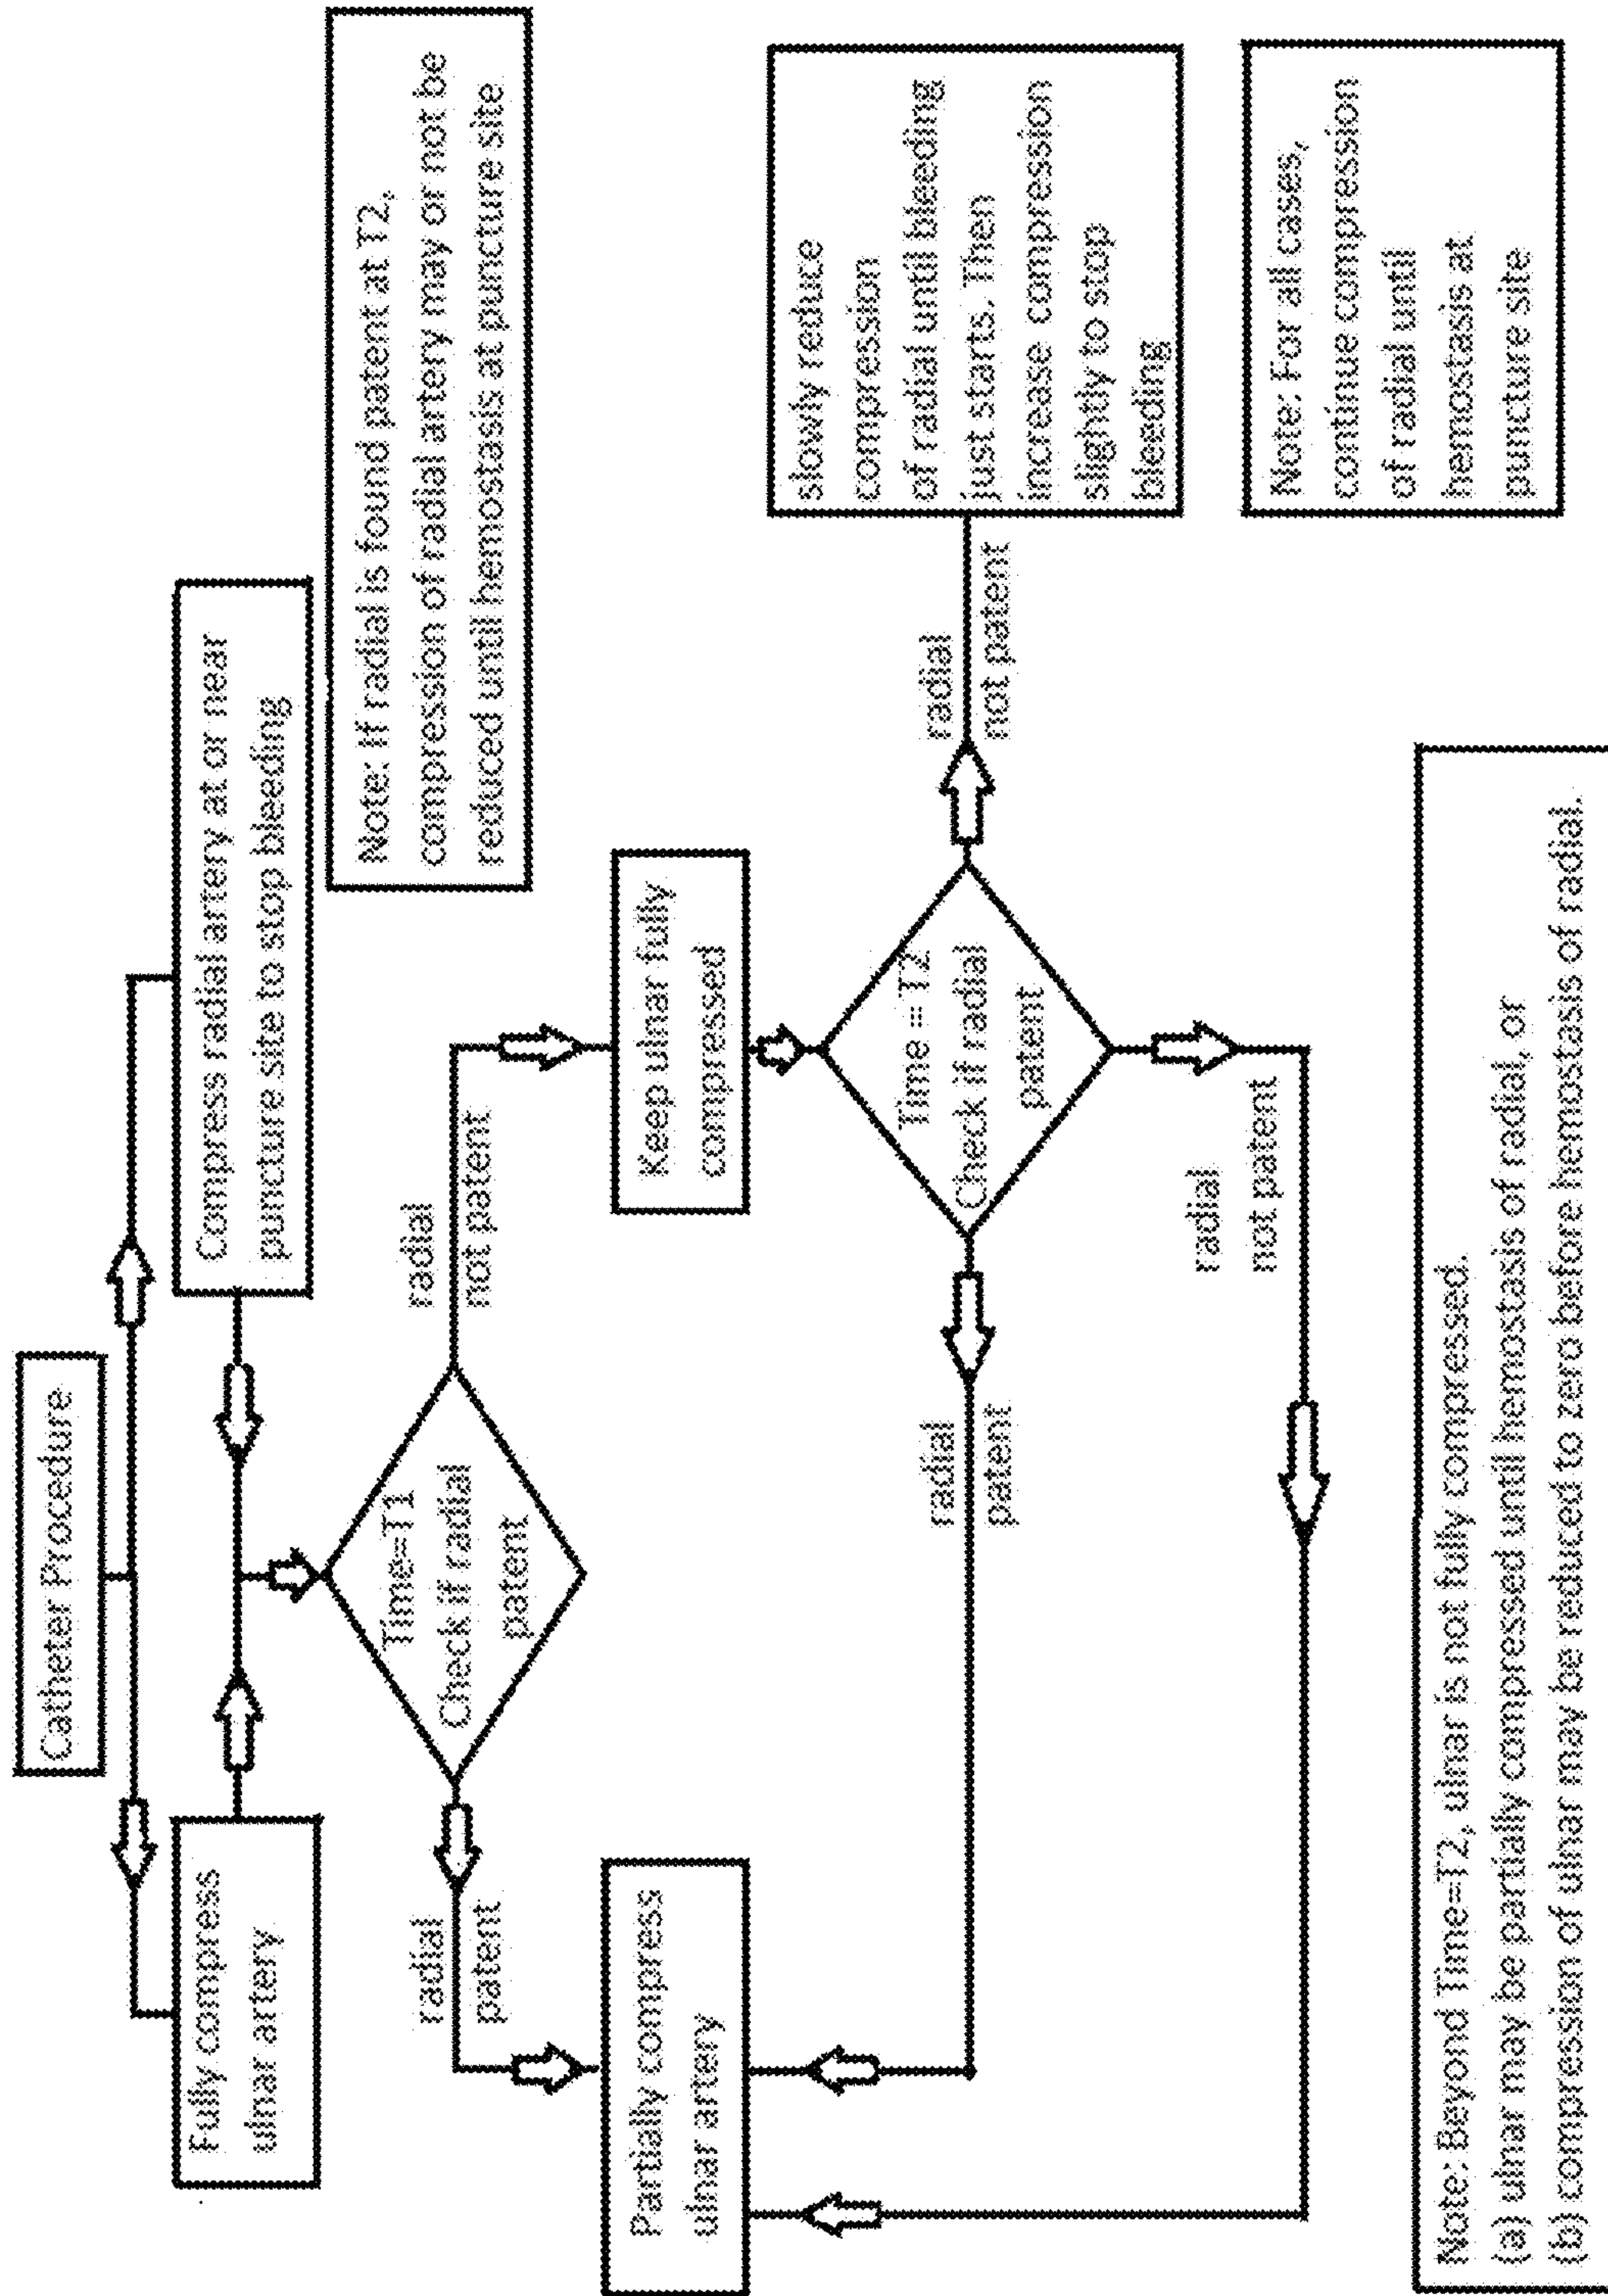 Catheter Procedure
Fully compress
ulnar artery
Compress radial artery at or near
puncture site to stop bleeding
Note: If radial is found patent at T2,
compression of radial artery may or not be
reduced until hemostasis at puncture site
Time=T1
Check if radial
patent
radial
patent
radial
not patent
Partially compress
ulnar artery
Keep ulnar fully
compressed
Time = T2
Check if radial
patent
radial
patent
radial
not patent
radial
not patent
slowly reduce
compression
of radial until bleeding
just starts. Then
increase compression
slightly to stop
bleeding
Note: For all cases,
continue compression
of radial until
hemostasis at
puncture site
Note: Beyond Time=T2, ulnar is not fully compressed.
(a) ulnar may be partially compressed until hemostasis of radial, or
(b) compression of ulnar may be reduced to zero before hemostasis of radial.